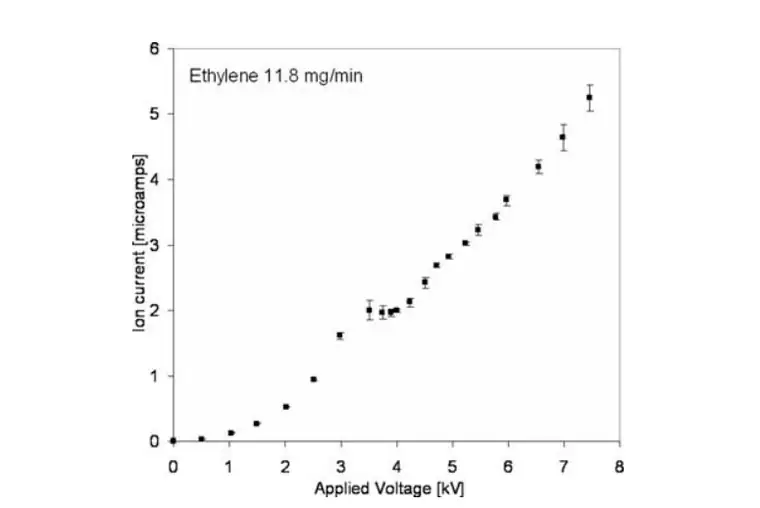 Ethylene 11.8 mg/min
Ion current [microamps]
6
5
4
3
2
1
0
0 1 2 3 4 5 6 7 8
Applied Voltage [kV]